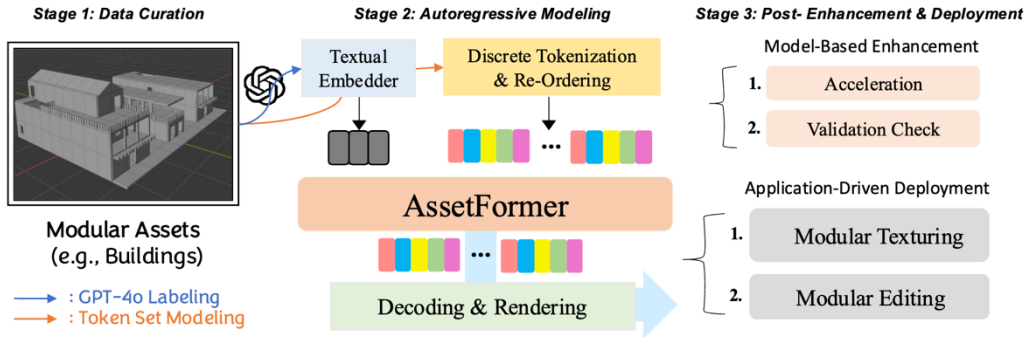 Stage 1: Data Curation
Modular Assets
(e.g., Buildings)
: GPT-4o Labeling
: Token Set Modeling
Stage 2: Autoregressive Modeling
Textual
Embedder
Discrete Tokenization
& Re-Ordering
...
AssetFormer
...
Decoding & Rendering
Stage 3: Post- Enhancement & Deployment
Model-Based Enhancement
1. Acceleration
2. Validation Check
Application-Driven Deployment
1. Modular Texturing
2. Modular Editing